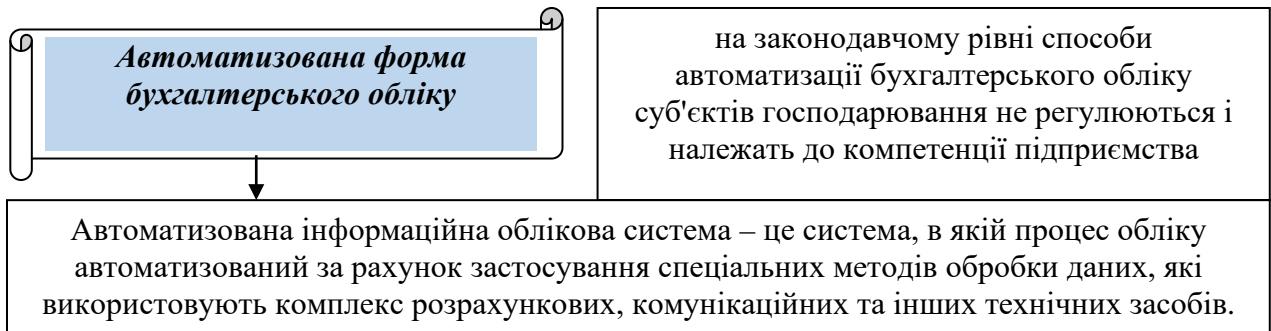 Автоматизована форма
бухгалтерського обліку
на законодавчому рівні способи
автоматизації бухгалтерського обліку
суб'єктів господарювання не регулюються і
належать до компетенції підприємства
Автоматизована інформаційна облікова система – це система, в якій процес обліку
автоматизований за рахунок застосування спеціальних методів обробки даних, які
використовують комплекс розрахункових, комунікаційних та інших технічних засобів.